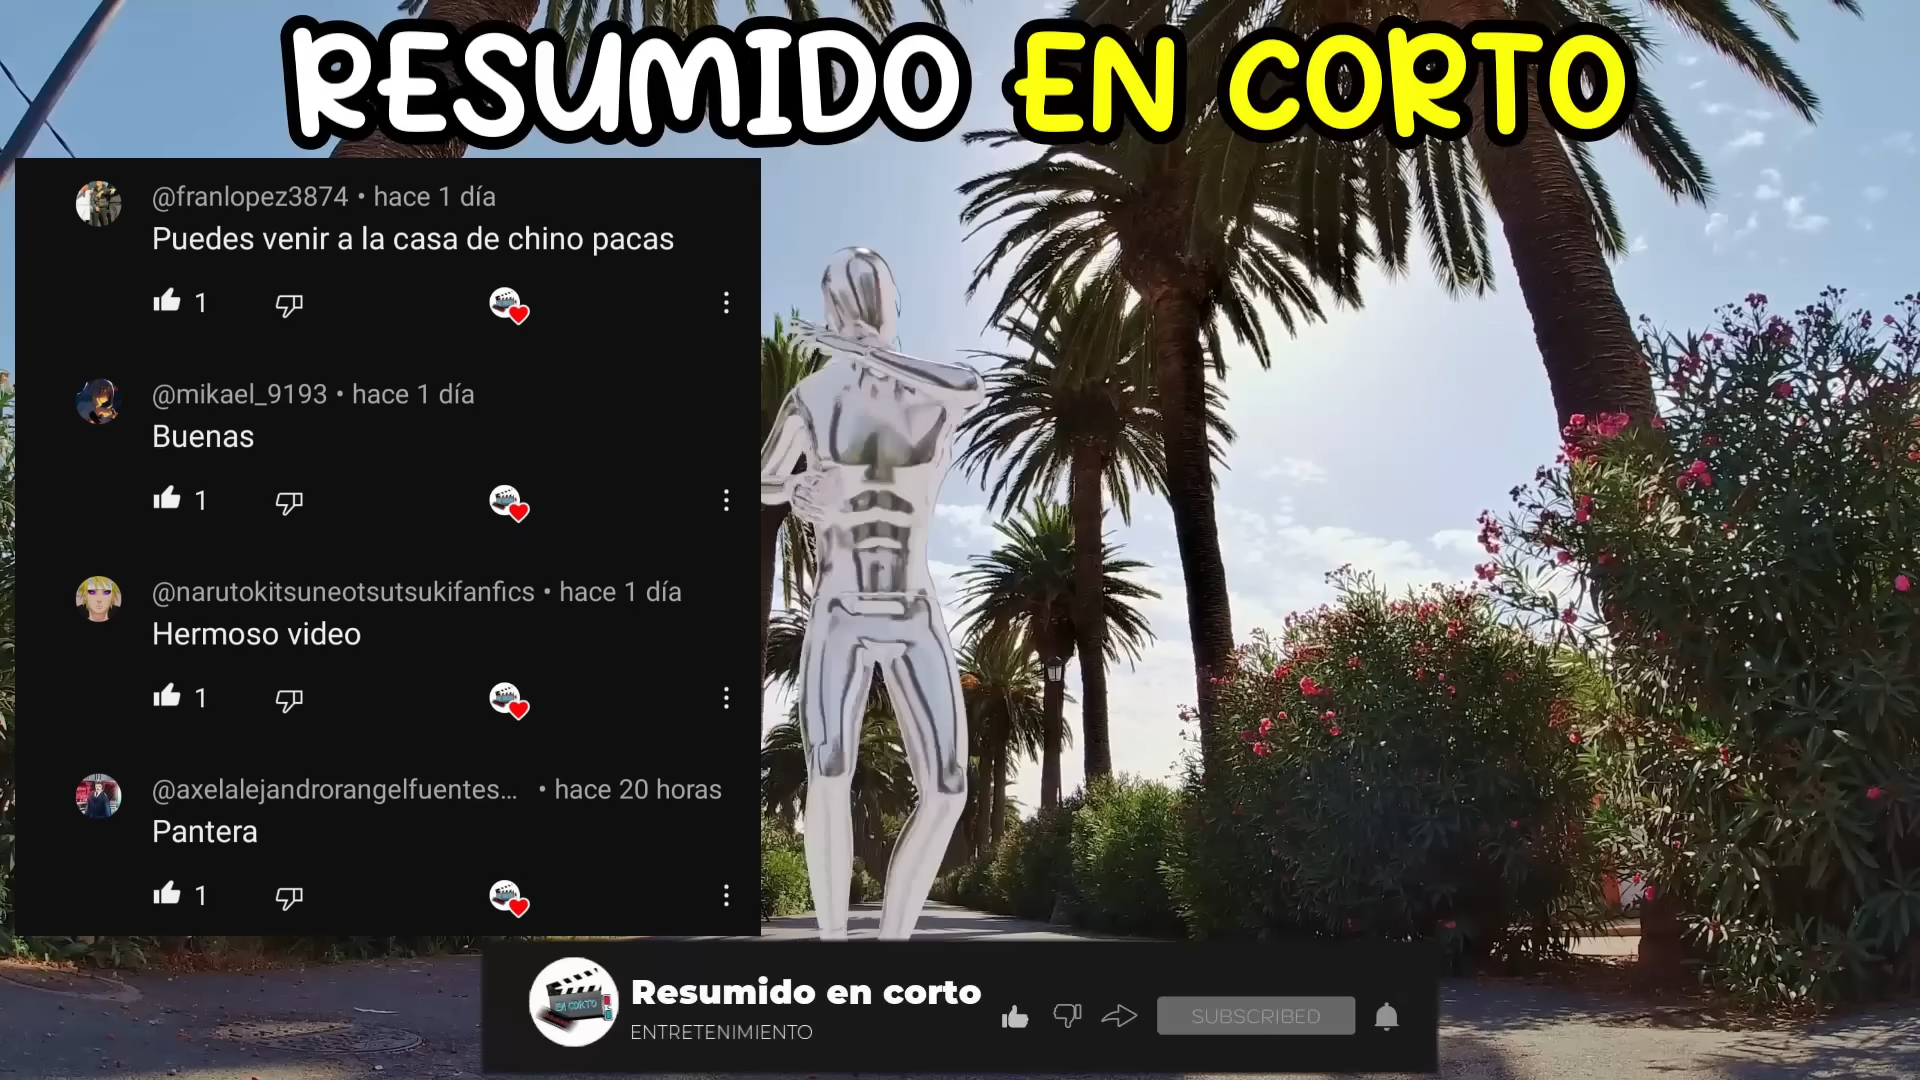 RESUMIDO EN CORTO
@franlopez3874 • hace 1 día
Puedes venir a la casa de chino pacas
1
@mikael_9193 • hace 1 día
Buenas
1
@narutokitsuneotsutsukifanfics • hace 1 día
Hermoso video
1
@axelalejandrorangelfuentes... • hace 20 horas
Pantera
1
EN CORTO
Resumido en corto
ENTRETENIMIENTO
SUBSCRIBED